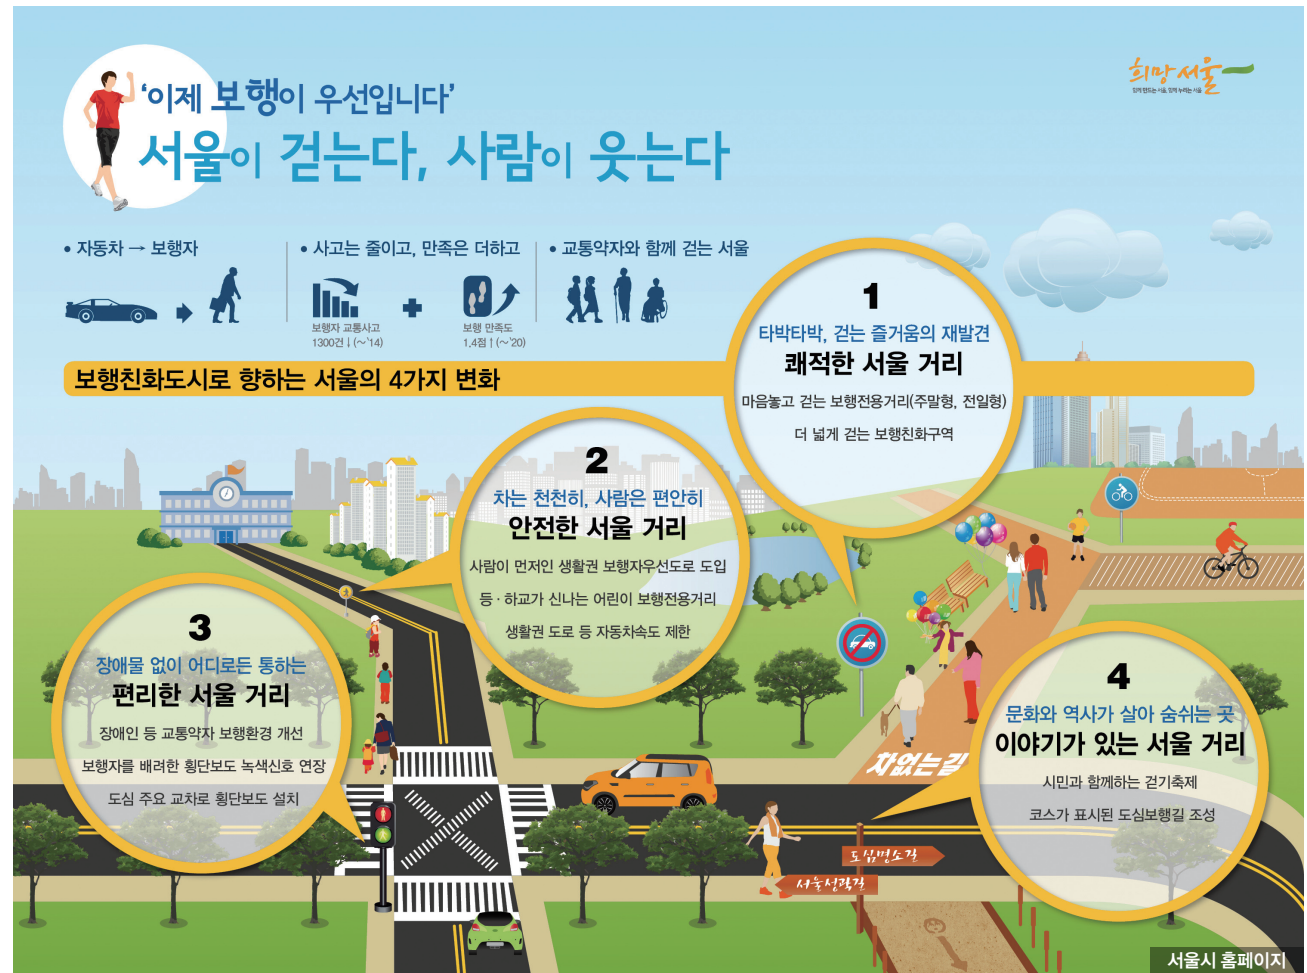 희망서울
함께 만드는 서울, 함께 누리는 서울
'이제 보행이 우선입니다'
서울이 걷는다, 사람이 웃는다
• 자동차 → 보행자
• 사고는 줄이고, 만족은 더하고
보행자 교통사고
1300건↓(~'14)
보행 만족도
1.4점↑(~'20)
• 교통약자와 함께 걷는 서울
보행친화도시로 향하는 서울의 4가지 변화
1
타박타박, 걷는 즐거움의 재발견
쾌적한 서울 거리
마음놓고 걷는 보행전용거리(주말형, 전일형)
더 넓게 걷는 보행친화구역
2
차는 천천히, 사람은 편안히
안전한 서울 거리
사람이 먼저인 생활권 보행자우선도로 도입
등·하교가 신나는 어린이 보행전용거리
생활권 도로 등 자동차속도 제한
3
장애물 없이 어디로든 통하는
편리한 서울 거리
장애인 등 교통약자 보행환경 개선
보행자를 배려한 횡단보도 녹색신호 연장
도심 주요 교차로 횡단보도 설치
4
문화와 역사가 살아 숨쉬는 곳
이야기가 있는 서울 거리
시민과 함께하는 걷기축제
코스가 표시된 도심보행길 조성
차없는길
도심명소길
서울성곽길
서울시 홈페이지